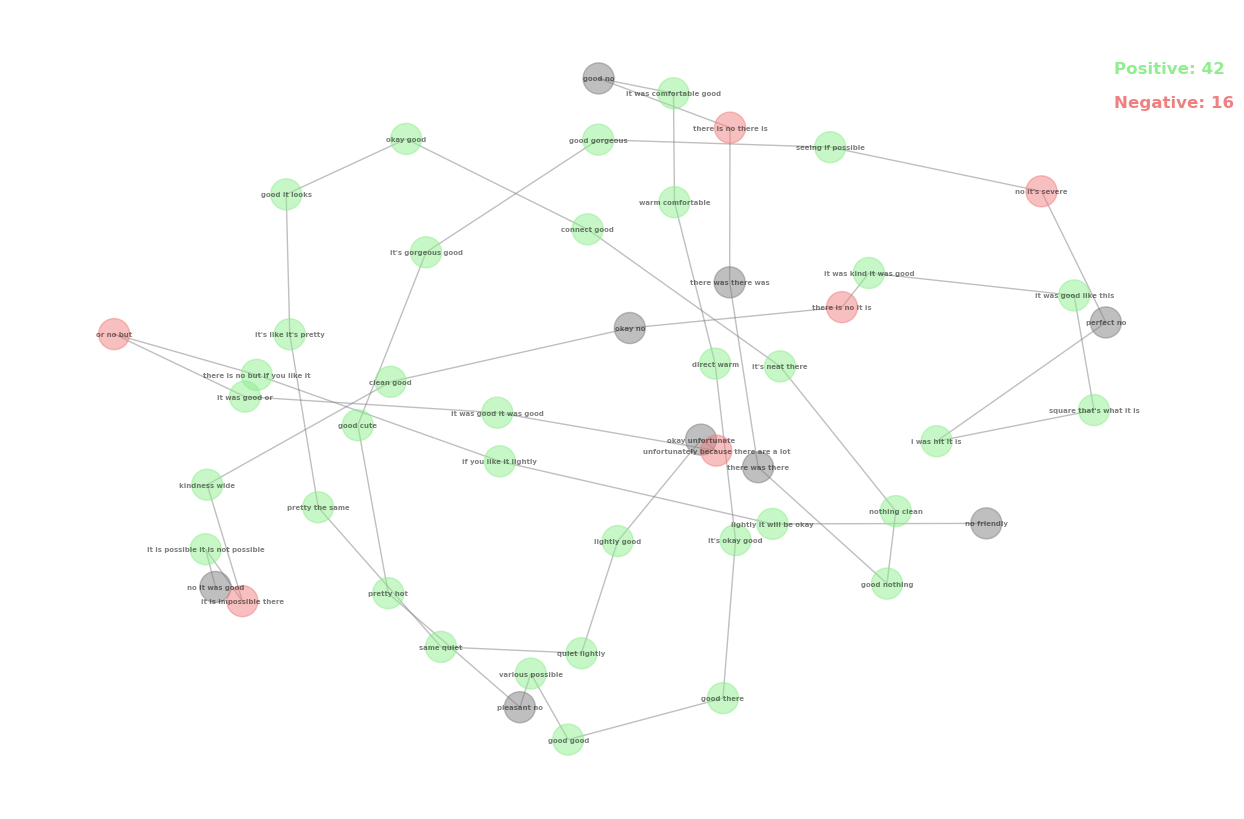 Positive: 42
good no
it was comfortable good
Negative: 16
there is no there is
okay good
good gorgeous
seeing if possible
no it's severe
good it looks
warm comfortable
connect good
it's gorgeous good
it was kind it was good
there was there was
it was good like this
there is no it is
perfect no
okay no
or no but
it's like it's pretty
direct warm
it's neat there
there is no but if you like it
clean good
it was good or
square that's what it is
it was good it was good
good cute
okay unfortunate
i was hit it is
unfortunately because there are a lot
if you like it lightly
there was there
kindness wide
pretty the same
nothing clean
no friendly
lightly it will be okay
lightly good
it's okay good
it is possible it is not possible
good nothing
no it was good
pretty hot
it is impossible there
same quiet
quiet lightly
various possible
good there
pleasant no
good good